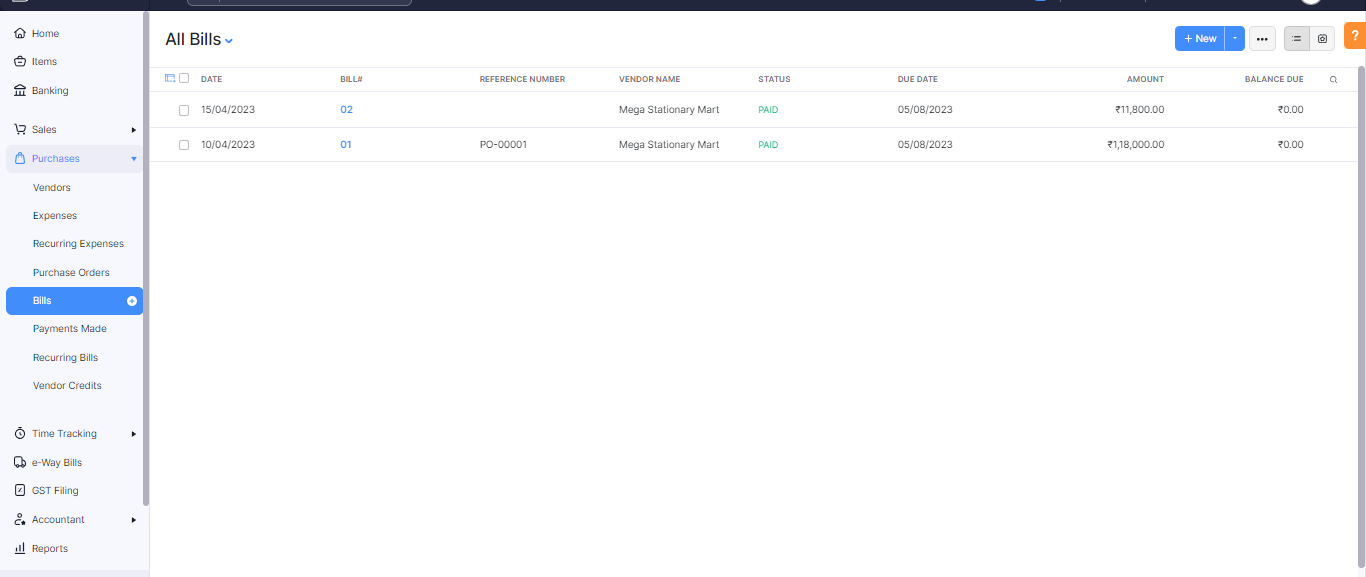 Home
Items
Banking
Sales
Purchases
Vendors
Expenses
Recurring Expenses
Purchase Orders
Bills
Payments Made
Recurring Bills
Vendor Credits
Time Tracking
e-Way Bills
GST Filing
Accountant
Reports
All Bills
+ New
?
DATE BILL# REFERENCE NUMBER VENDOR NAME STATUS DUE DATE AMOUNT BALANCE DUE
15/04/2023 02 Mega Stationary Mart PAID 05/08/2023 ₹11,800.00 ₹0.00
10/04/2023 01 PO-00001 Mega Stationary Mart PAID 05/08/2023 ₹1,18,000.00 ₹0.00